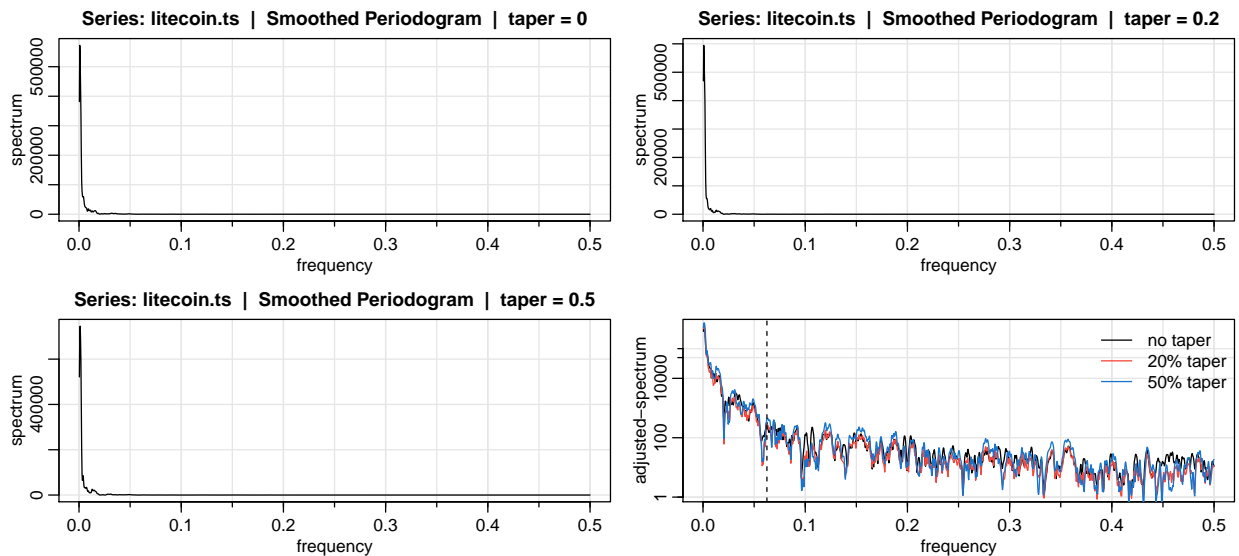 Series: litecoin.ts | Smoothed Periodogram | taper = 0
spectrum
0
200000
500000
0.0 0.1 0.2 0.3 0.4 0.5
frequency
Series: litecoin.ts | Smoothed Periodogram | taper = 0.2
spectrum
0
200000
500000
0.0 0.1 0.2 0.3 0.4 0.5
frequency
Series: litecoin.ts | Smoothed Periodogram | taper = 0.5
spectrum
0
400000
0.0 0.1 0.2 0.3 0.4 0.5
frequency
adjusted−spectrum
1
100
10000
no taper
20% taper
50% taper
0.0 0.1 0.2 0.3 0.4 0.5
frequency